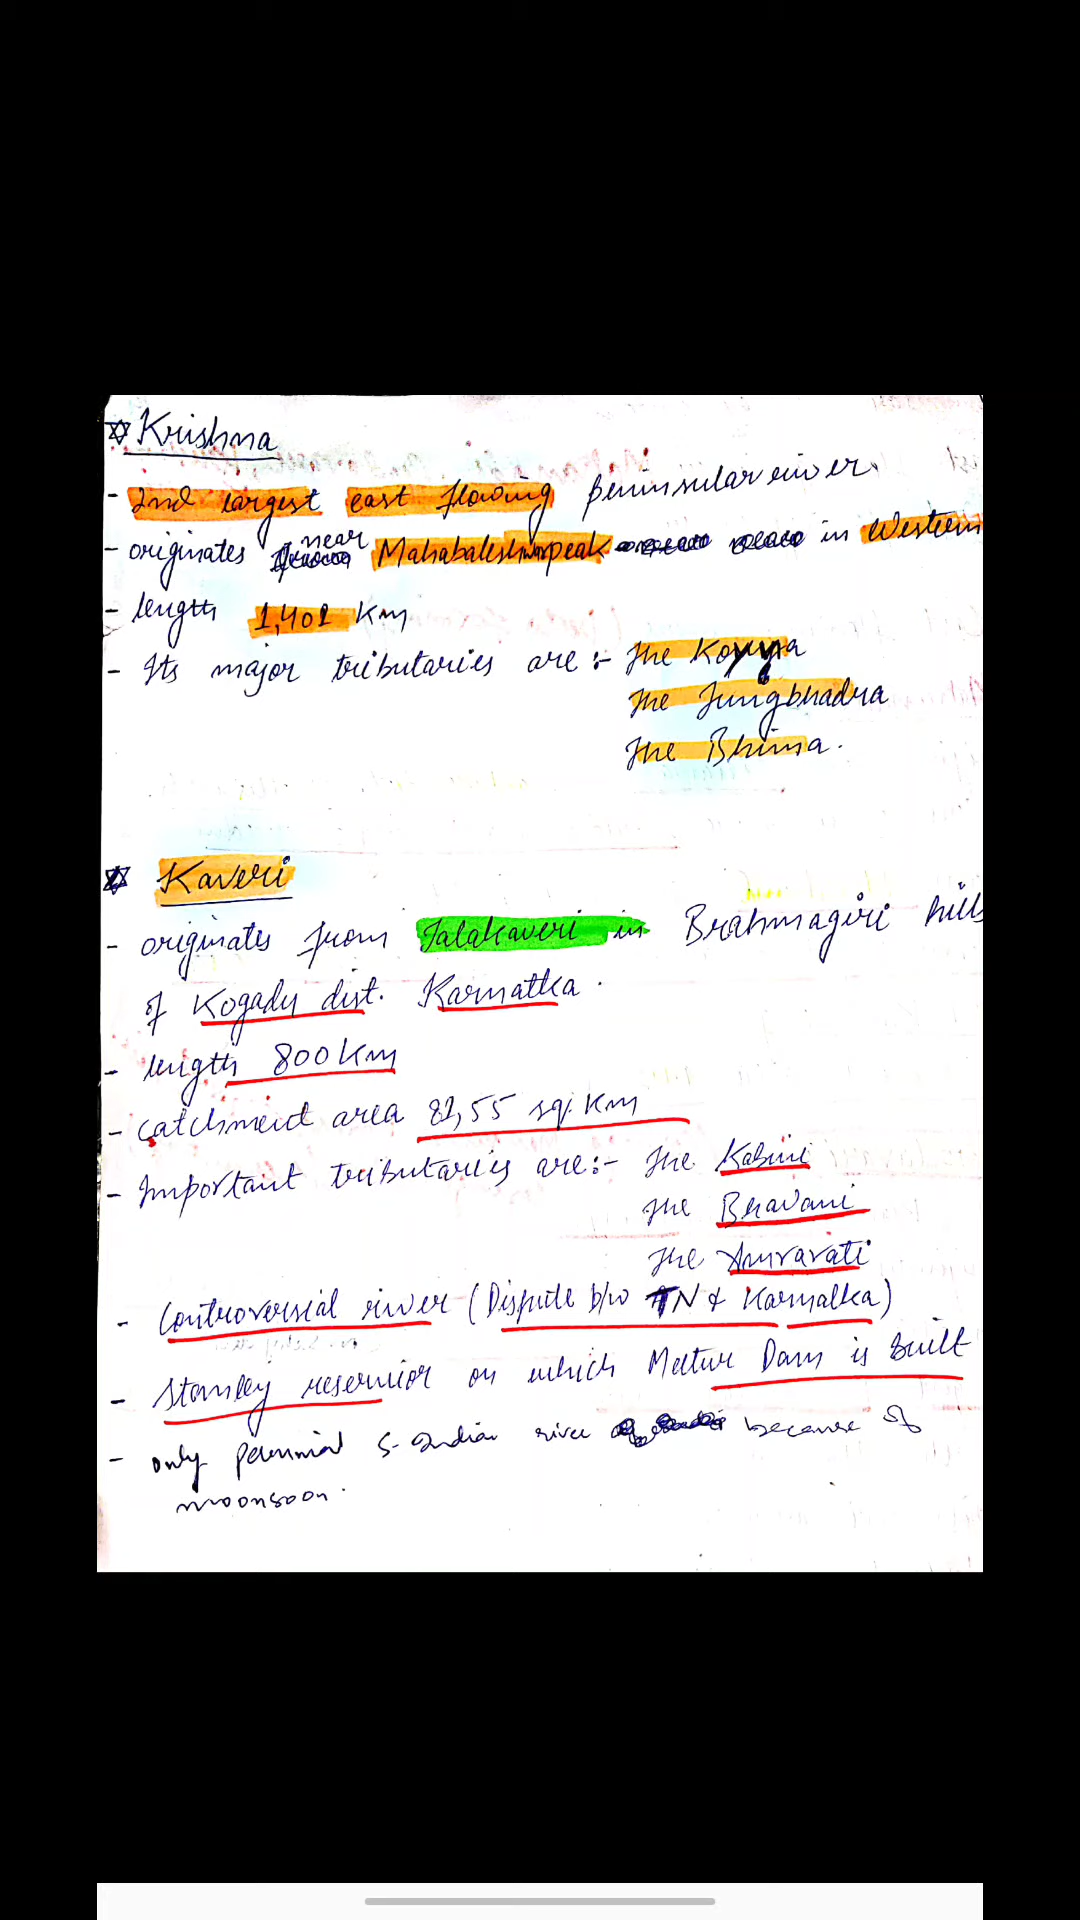 Krishna
- 2nd largest east flowing peninsular river.
- originates near Mahabaleshwar peak in Western
- length 1,401 Km
- Its major tributaries are :- The Koyna
The Tungbhadra
The Bhima.
Kaveri
- originates from Talakaveri in Brahmagiri hills
of Kogadu dist. Karnatka.
- length 800 Km
- catchment area 81,55 sq. Km
- Important tributaries are :- The Kabini
The Bhavani
The Amravati
- Controversial river (Dispute b/w TN & Karnatka)
- Stanley reservior on which Mettur Dam is built
- only perennial S. Indian river because of
moonsoon.